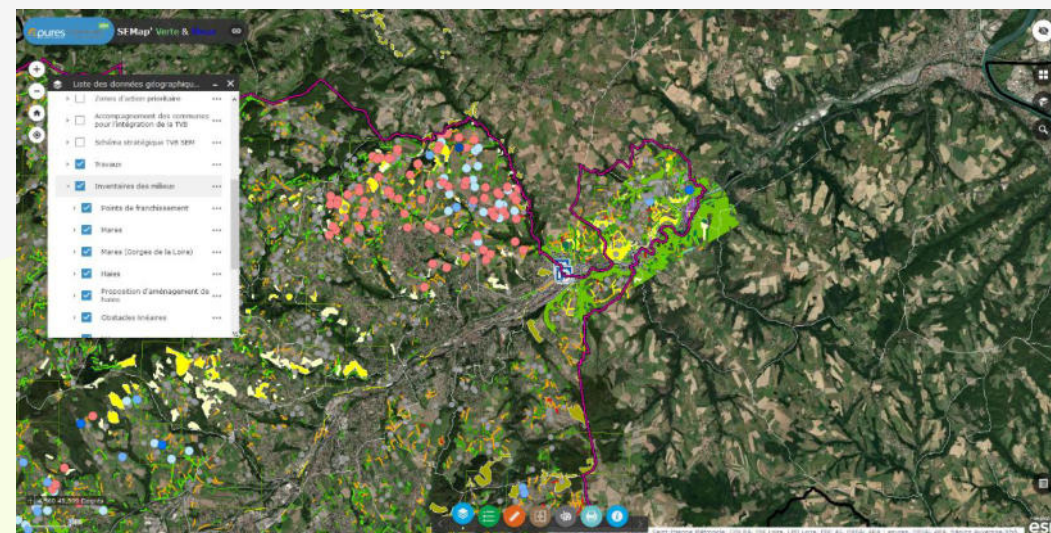 SEMap' Verte &
Liste des données géographiqu...
Zones d'action prioritaire
Accompagnement des communes
pour l'intégration de la TVB
Schéma stratégique TVB SEM
Travaux
Inventaires des milieux
Points de franchissement
Mares
Mares (Gorges de la Loire)
Haies
Proposition d'aménagement de
haies
Obstacles linéaires